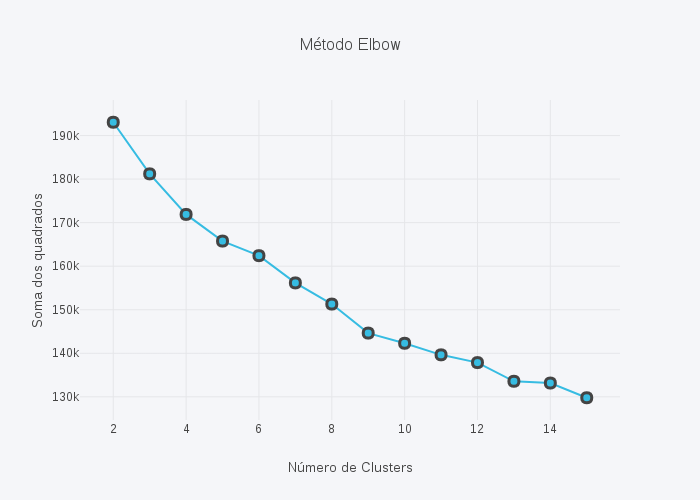 Método Elbow
190k
180k
170k
160k
150k
140k
130k
Soma dos quadrados
2 4 6 8 10 12 14
Número de Clusters